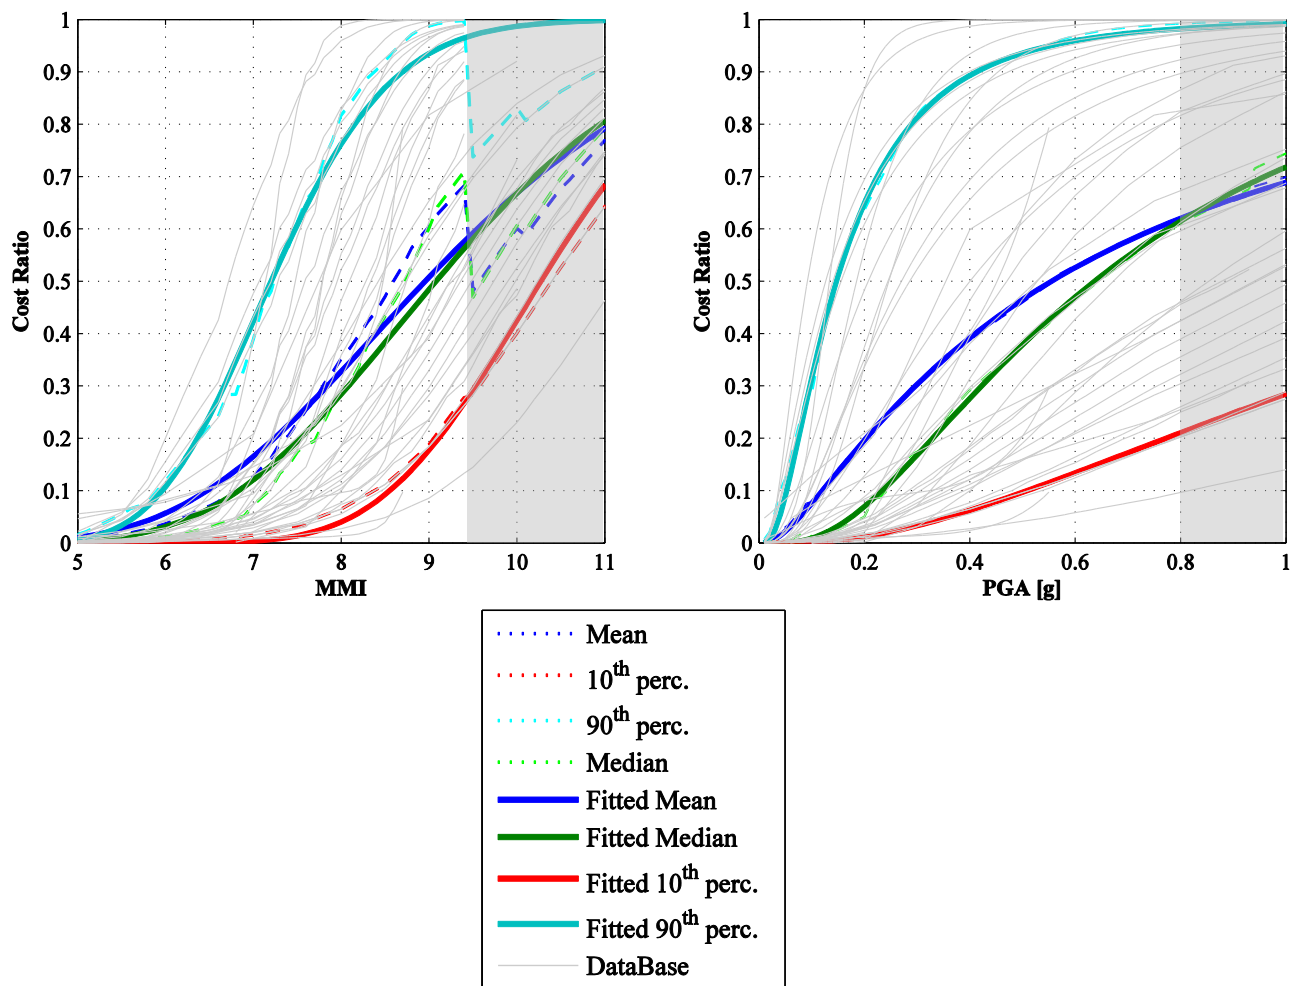 1
0.9
0.8
0.7
0.6
0.5
0.4
0.3
0.2
0.1
0
Cost Ratio
5 6 7 8 9 10 11
MMI
1
0.9
0.8
0.7
0.6
0.5
0.4
0.3
0.2
0.1
0
Cost Ratio
0 0.2 0.4 0.6 0.8 1
PGA [g]
Mean
10th perc.
90th perc.
Median
Fitted Mean
Fitted Median
Fitted 10th perc.
Fitted 90th perc.
DataBase